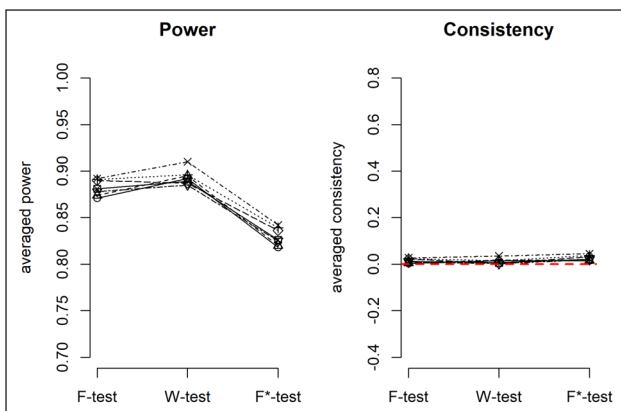 Power
averaged power
1.00
0.95
0.90
0.85
0.80
0.75
0.70
F-test W-test F*-test
Consistency
averaged consistency
0.8
0.6
0.4
0.2
0.0
-0.2
-0.4
F-test W-test F*-test